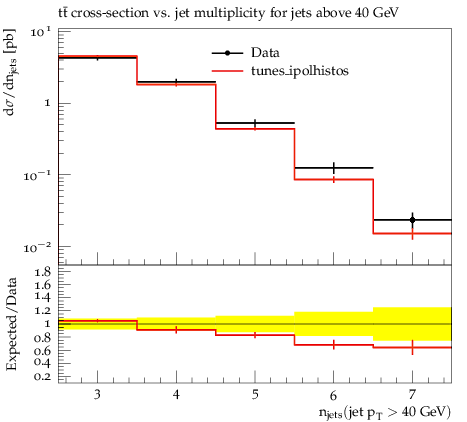 tt̄ cross-section vs. jet multiplicity for jets above 40 GeV
dσ/dn_jets [pb]
10^1
1
10^−1
10^−2
Data
tunes_ipolhistos
Expected/Data
1.8
1.6
1.4
1.2
1
0.8
0.6
0.4
0.2
3 4 5 6 7
n_jets(jet p_T > 40 GeV)